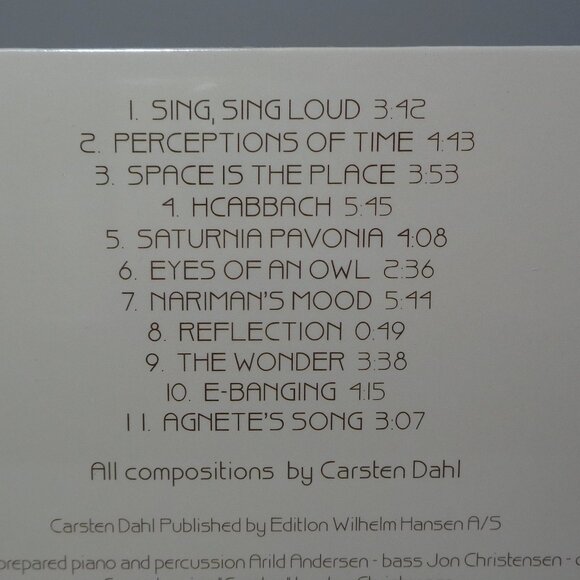 1. SING, SING LOUD 3:42
2. PERCEPTIONS OF TIME 4:43
3. SPACE IS THE PLACE 3:53
4. HCABBACH 5:45
5. SATURNIA PAVONIA 4:08
6. EYES OF AN OWL 2:36
7. NARIMAN'S MOOD 5:44
8. REFLECTION 0:49
9. THE WONDER 3:38
10. E-BANGING 4:15
11. AGNETE'S SONG 3:07
All compositions by Carsten Dahl
Carsten Dahl Published by Edition Wilhelm Hansen A/S
prepared piano and percussion Arild Andersen - bass Jon Christensen -